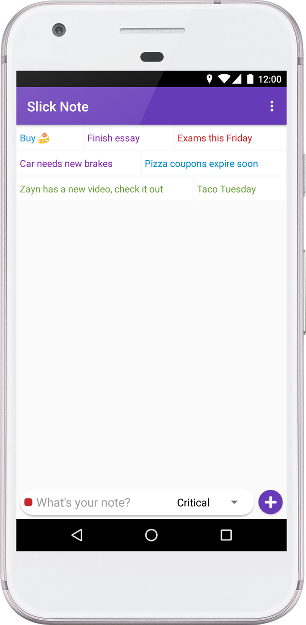 12:00
Slick Note
Buy 🍰 Finish essay Exams this Friday
Car needs new brakes Pizza coupons expire soon
Zayn has a new video, check it out Taco Tuesday
What's your note? Critical